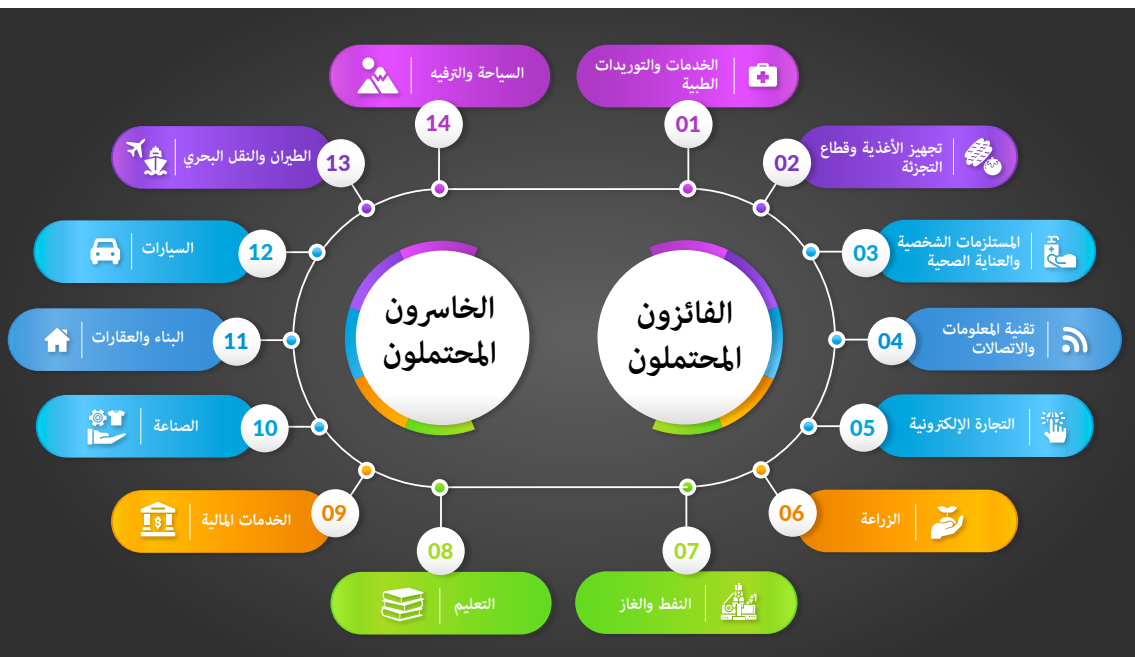 الفائزون
المحتملون
01
الخدمات والتوريدات
الطبية
02
تجهيز الأغذية وقطاع
التجزئة
03
المستلزمات الشخصية
والعناية الصحية
04
تقنية المعلومات
والاتصالات
05
التجارة الإلكترونية
06
الزراعة
07
النفط والغاز
الخاسرون
المحتملون
08
التعليم
09
الخدمات المالية
10
الصناعة
11
البناء والعقارات
12
السيارات
13
الطيران والنقل البحري
14
السياحة والترفيه